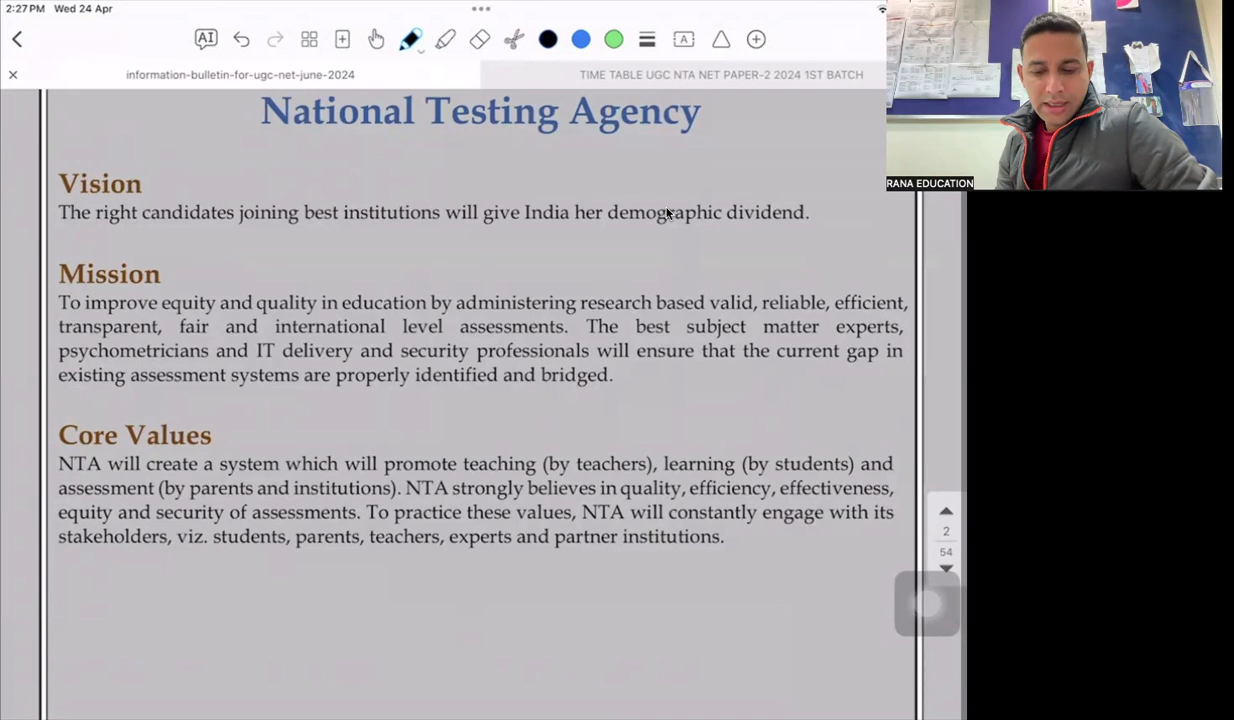 2:27 PM Wed 24 Apr
AI
A
information-bulletin-for-ugc-net-june-2024
TIME TABLE UGC NTA NET PAPER-2 2024 1ST BATCH
RANA EDUCATION
National Testing Agency
Vision
The right candidates joining best institutions will give India her demographic dividend.
Mission
To improve equity and quality in education by administering research based valid, reliable, efficient,
transparent, fair and international level assessments. The best subject matter experts,
psychometricians and IT delivery and security professionals will ensure that the current gap in
existing assessment systems are properly identified and bridged.
Core Values
NTA will create a system which will promote teaching (by teachers), learning (by students) and
assessment (by parents and institutions). NTA strongly believes in quality, efficiency, effectiveness,
equity and security of assessments. To practice these values, NTA will constantly engage with its
stakeholders, viz. students, parents, teachers, experts and partner institutions.
2
54